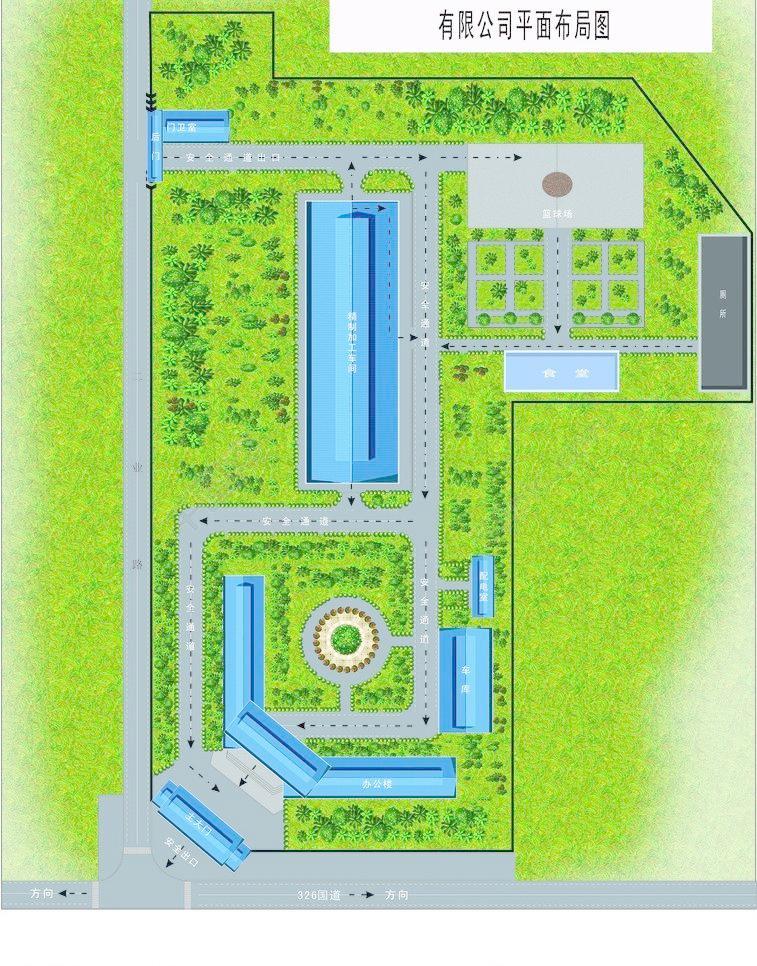 有限公司平面布局图
门卫室
后门
安全通道出口
篮球场
厕所
安全通道
精制加工车间
食堂
业路
安全通道
安全通道
安全通道
配电室
车库
办公楼
主大门
安全出口
方向
326国道
方向